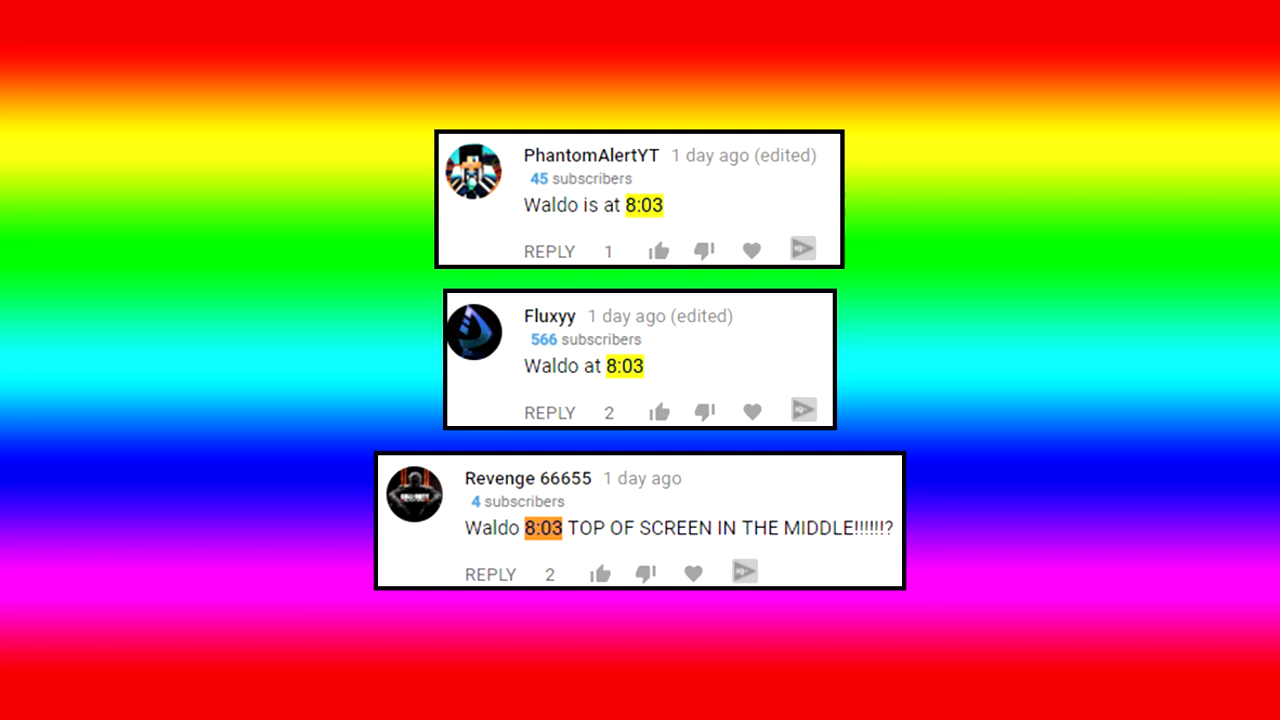 PhantomAlertYT 1 day ago (edited)
45 subscribers
Waldo is at 8:03
REPLY 1
Fluxyy 1 day ago (edited)
566 subscribers
Waldo at 8:03
REPLY 2
Revenge 66655 1 day ago
4 subscribers
Waldo 8:03 TOP OF SCREEN IN THE MIDDLE!!!!!!?
REPLY 2